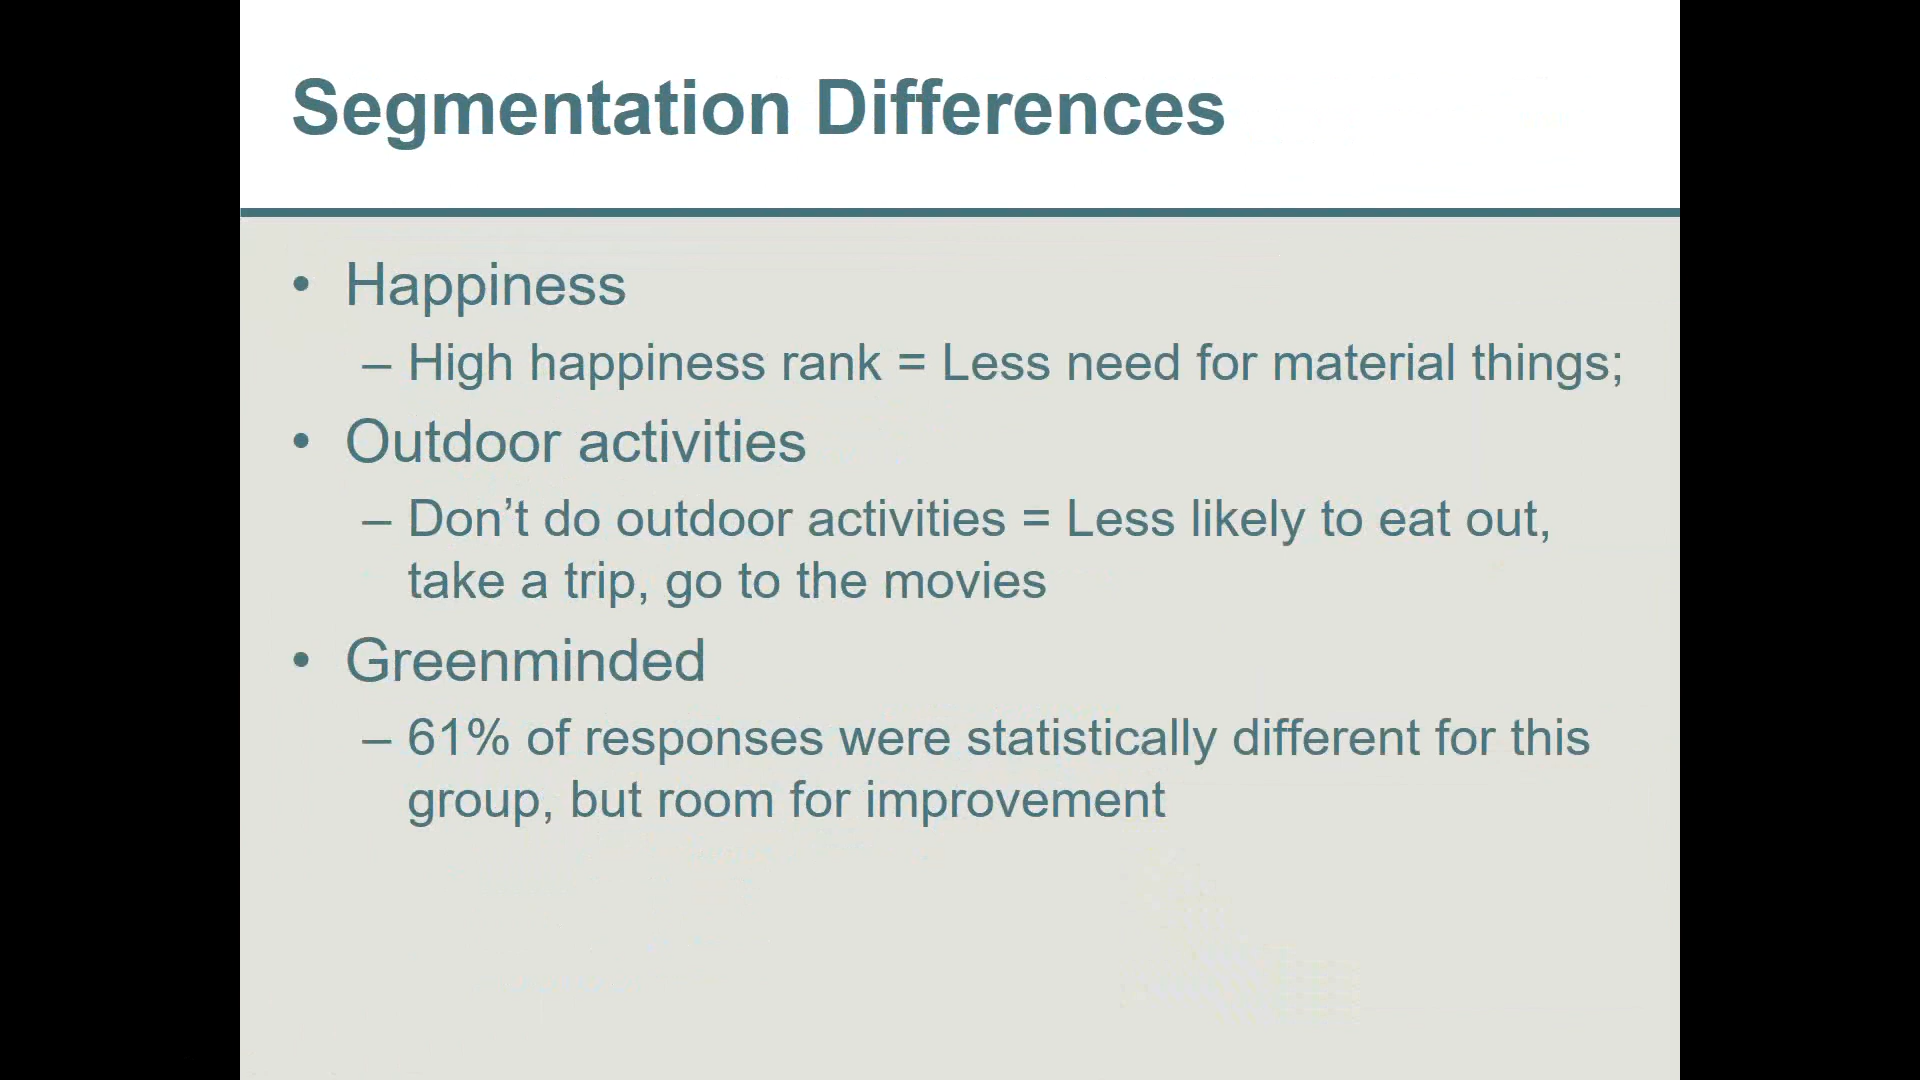 Segmentation Differences
• Happiness
– High happiness rank = Less need for material things;
• Outdoor activities
– Don’t do outdoor activities = Less likely to eat out,
take a trip, go to the movies
• Greenminded
– 61% of responses were statistically different for this
group, but room for improvement